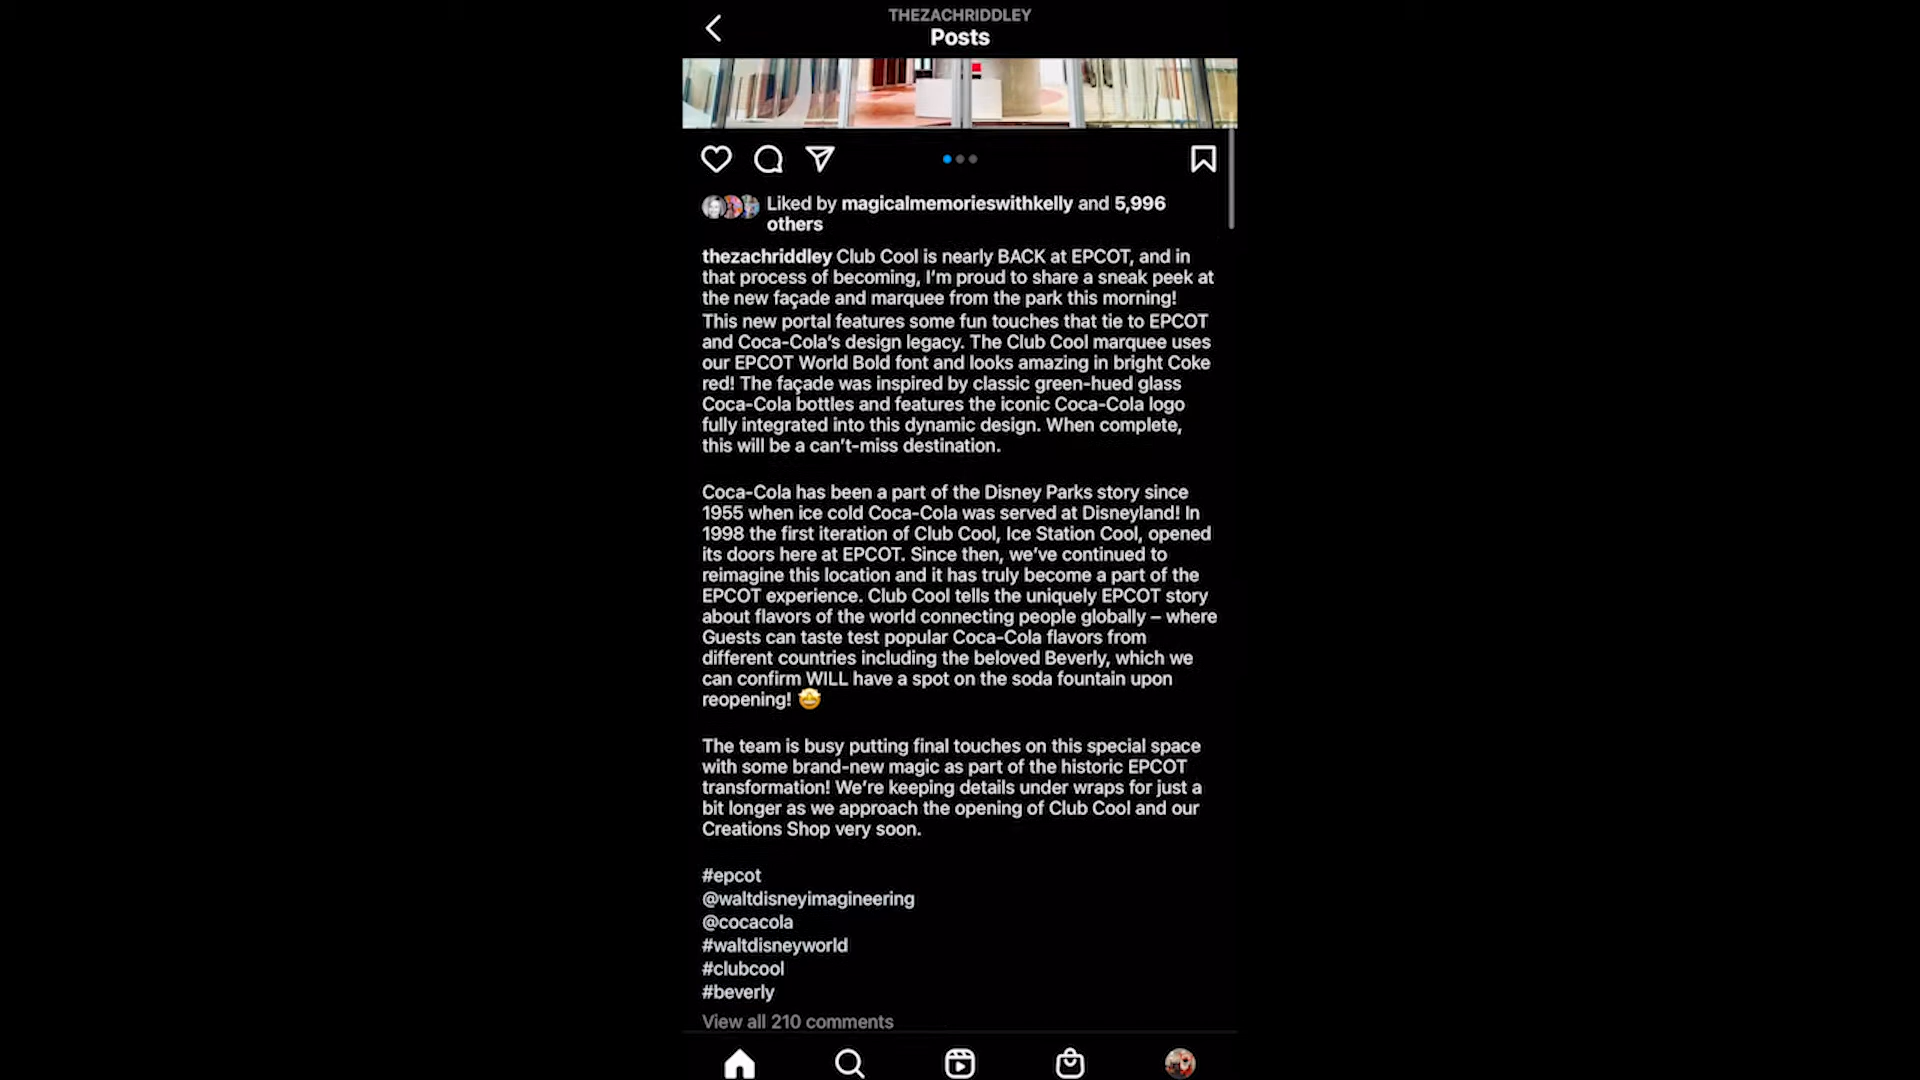 THEZACHRIDDLEY
Posts
Liked by magicalmemorieswithkelly and 5,996
others
thezachriddley Club Cool is nearly BACK at EPCOT, and in
that process of becoming, I’m proud to share a sneak peek at
the new façade and marquee from the park this morning!
This new portal features some fun touches that tie to EPCOT
and Coca-Cola’s design legacy. The Club Cool marquee uses
our EPCOT World Bold font and looks amazing in bright Coke
red! The façade was inspired by classic green-hued glass
Coca-Cola bottles and features the iconic Coca-Cola logo
fully integrated into this dynamic design. When complete,
this will be a can’t-miss destination.
Coca-Cola has been a part of the Disney Parks story since
1955 when ice cold Coca-Cola was served at Disneyland! In
1998 the first iteration of Club Cool, Ice Station Cool, opened
its doors here at EPCOT. Since then, we’ve continued to
reimagine this location and it has truly become a part of the
EPCOT experience. Club Cool tells the uniquely EPCOT story
about flavors of the world connecting people globally – where
Guests can taste test popular Coca-Cola flavors from
different countries including the beloved Beverly, which we
can confirm WILL have a spot on the soda fountain upon
reopening! 🤩
The team is busy putting final touches on this special space
with some brand-new magic as part of the historic EPCOT
transformation! We’re keeping details under wraps for just a
bit longer as we approach the opening of Club Cool and our
Creations Shop very soon.
#epcot
@waltdisneyimagineering
@cocacola
#waltdisneyworld
#clubcool
#beverly
View all 210 comments